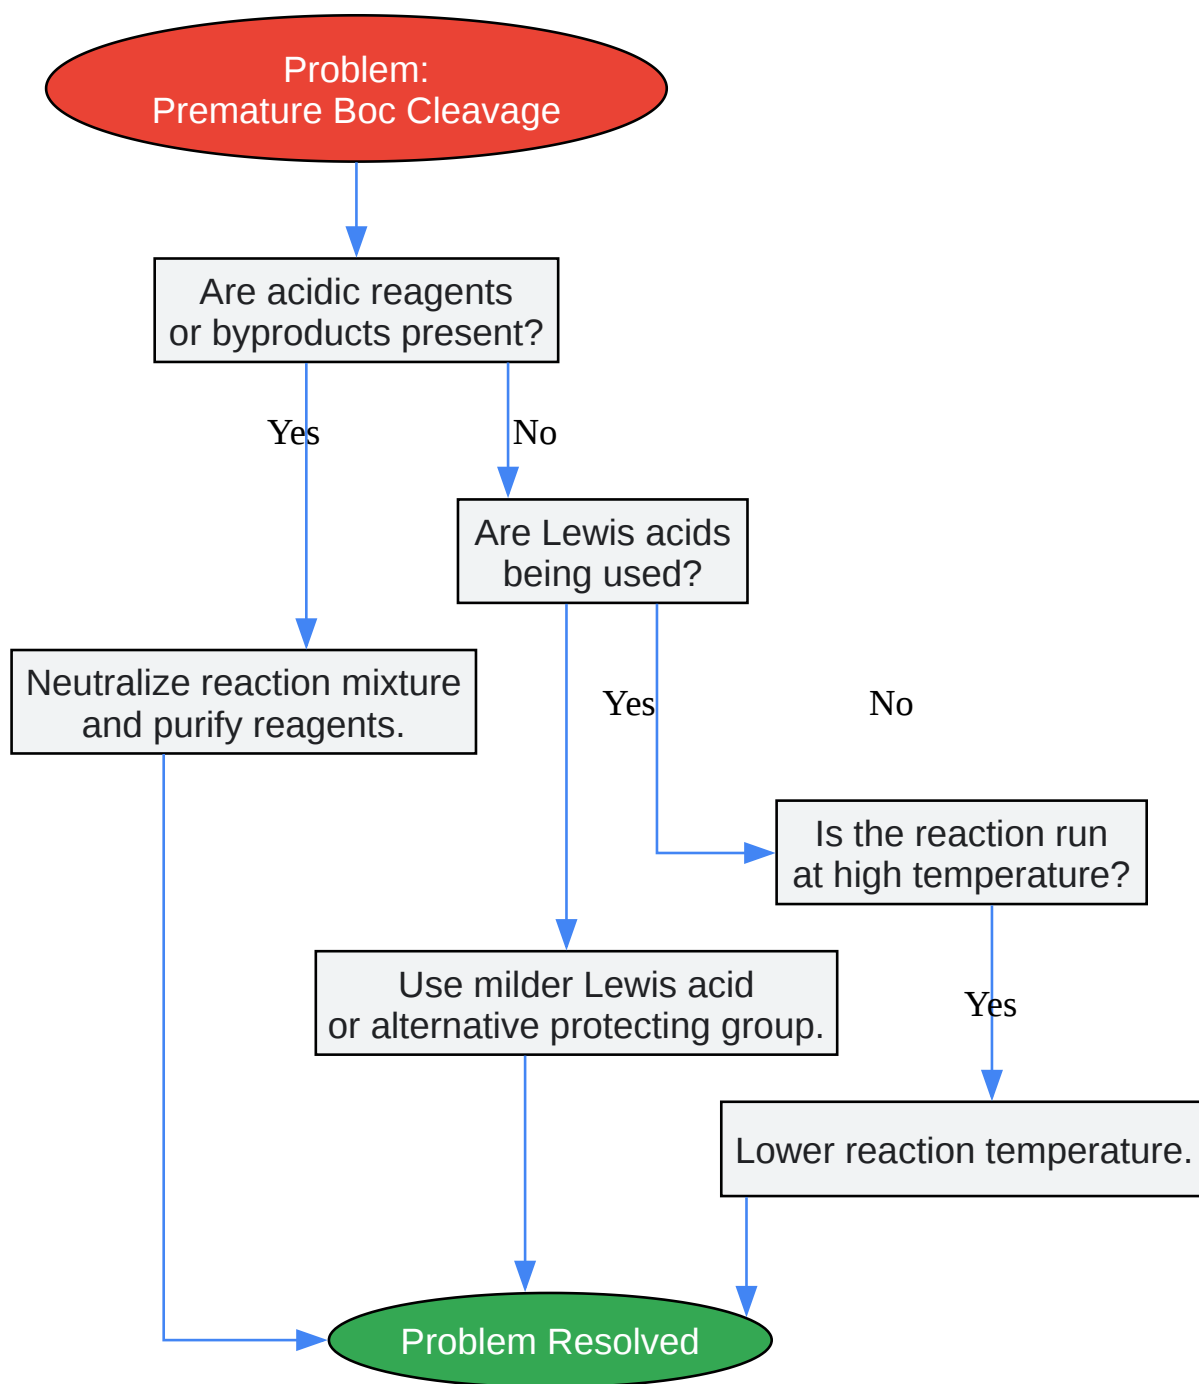 Problem:
Premature Boc Cleavage
Are acidic reagents
or byproducts present?
Yes
No
Are Lewis acids
being used?
Neutralize reaction mixture
and purify reagents.
Yes
No
Is the reaction run
at high temperature?
Use milder Lewis acid
or alternative protecting group.
Yes
Lower reaction temperature.
Problem Resolved